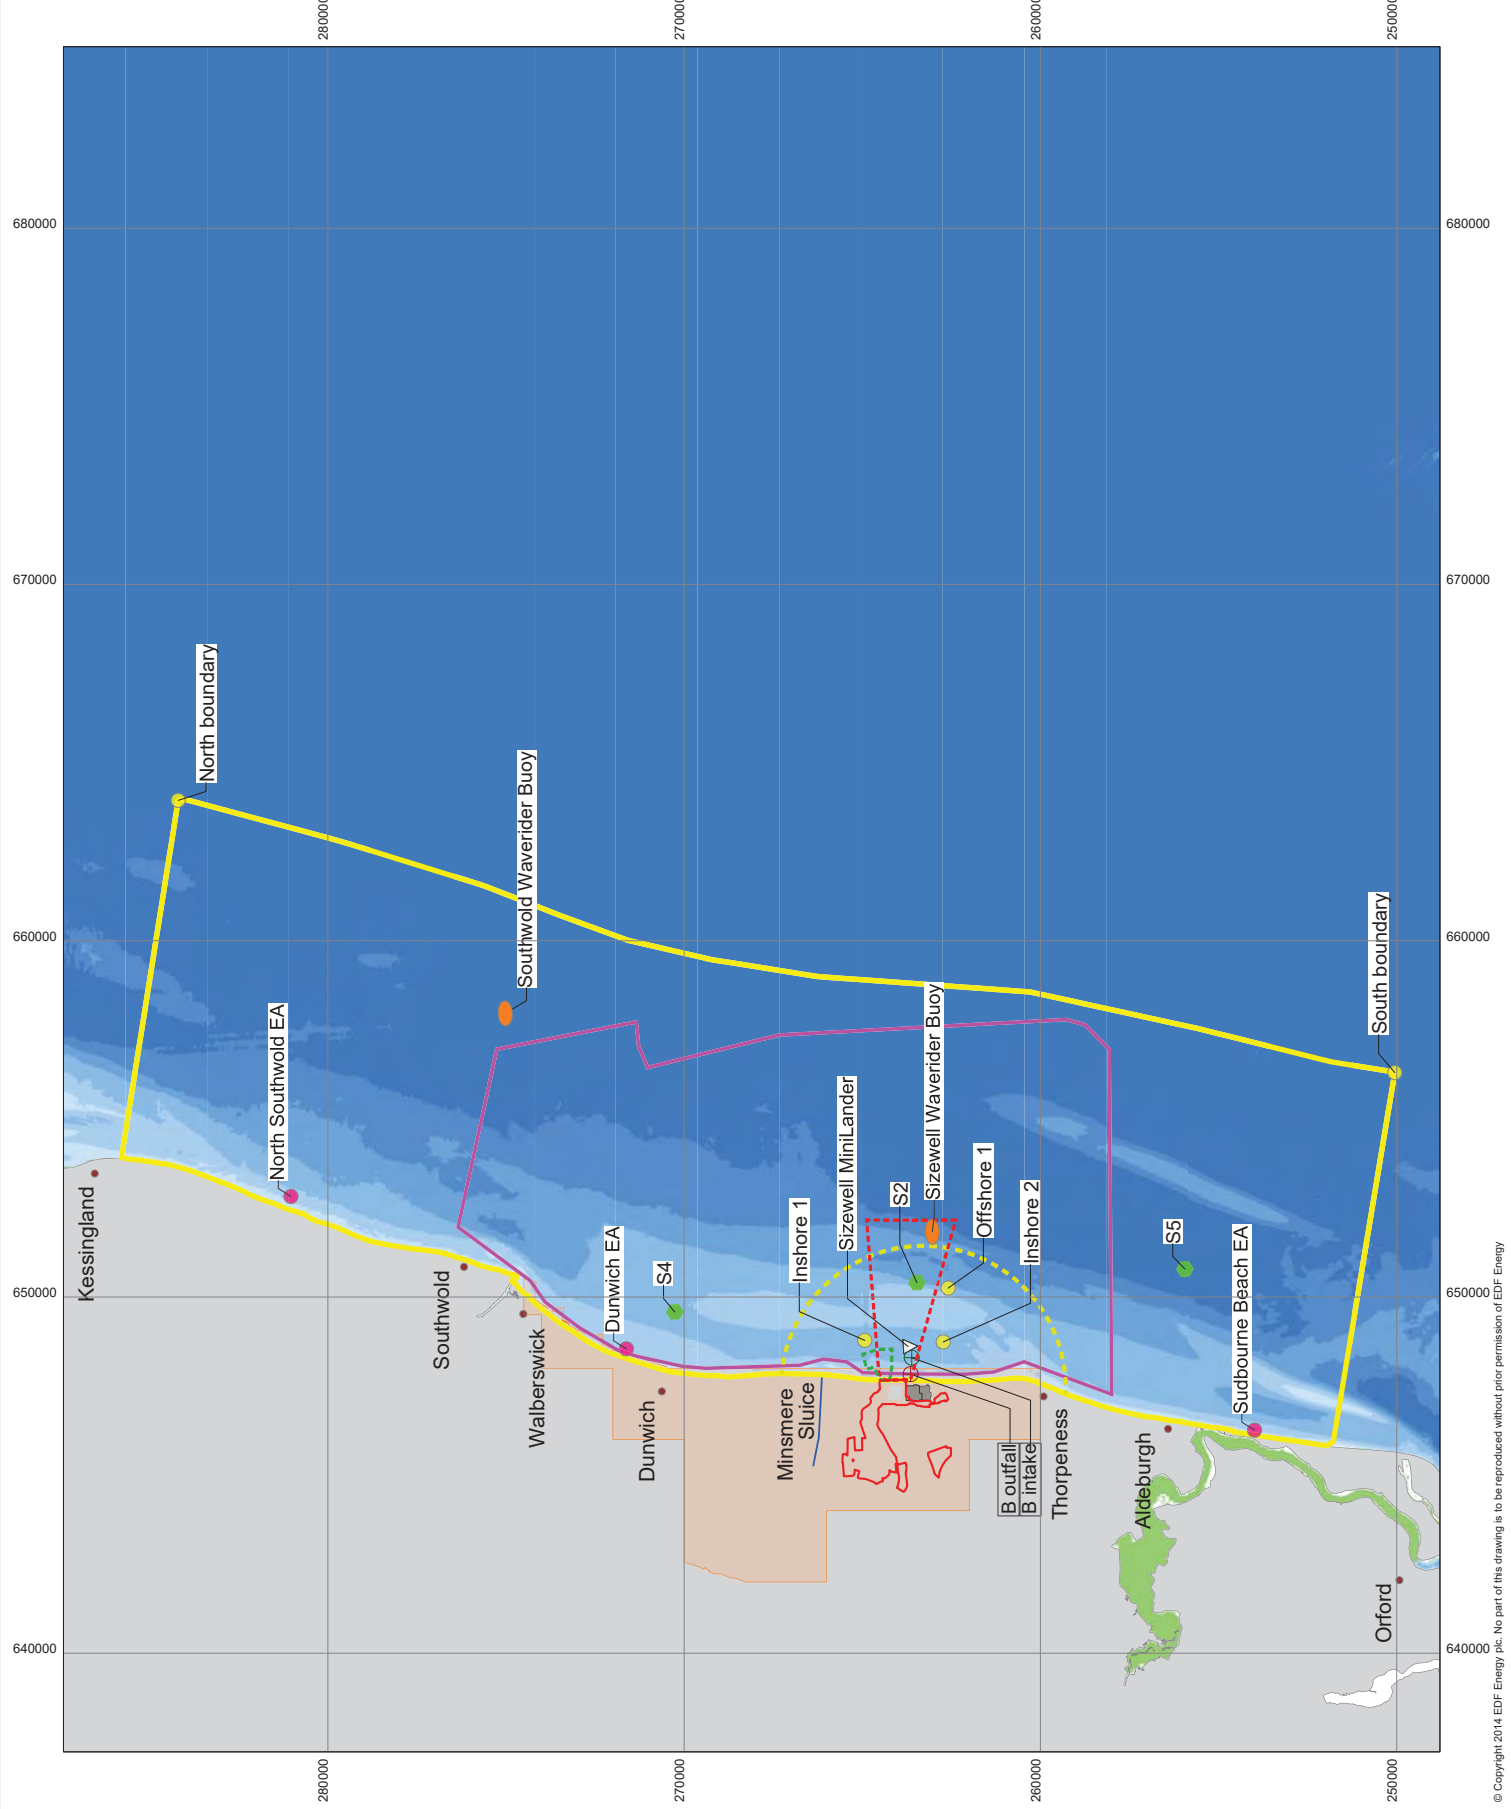 280000
270000
260000
250000
680000
680000
670000
670000
660000
660000
650000
650000
640000
640000
280000
270000
260000
250000
North boundary
Southwold Waverider Buoy
South boundary
North Southwold EA
Kessingland
Southwold
Walberswick
Dunwich EA
S4
Dunwich
Minsmere
Sluice
Inshore 1
Sizewell MiniLander
S2
Sizewell Waverider Buoy
Offshore 1
Inshore 2
B outfall
B intake
Thorpeness
S5
Aldeburgh
Sudbourne Beach EA
Orford
© Copyright 2014 EDF Energy plc. No part of this drawing is to be reproduced without prior permission of EDF Energy